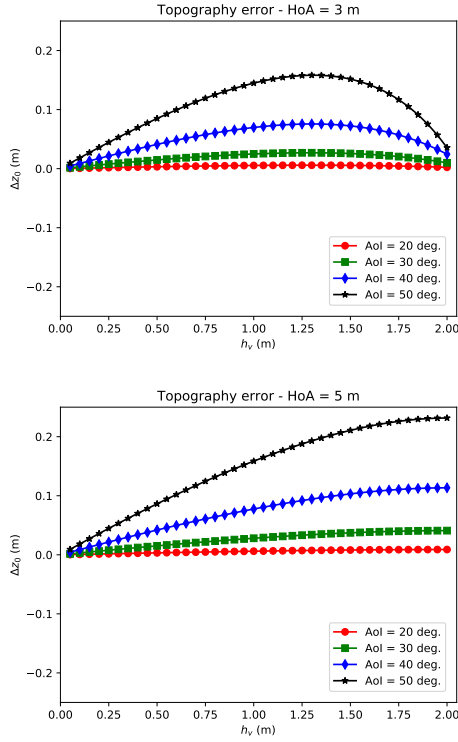 Topography error - HoA = 3 m
Δz₀ (m)
0.2
0.1
0.0
−0.1
−0.2
AoI = 20 deg.
AoI = 30 deg.
AoI = 40 deg.
AoI = 50 deg.
0.00 0.25 0.50 0.75 1.00 1.25 1.50 1.75 2.00
hᵥ (m)
Topography error - HoA = 5 m
Δz₀ (m)
0.2
0.1
0.0
−0.1
−0.2
AoI = 20 deg.
AoI = 30 deg.
AoI = 40 deg.
AoI = 50 deg.
0.00 0.25 0.50 0.75 1.00 1.25 1.50 1.75 2.00
hᵥ (m)